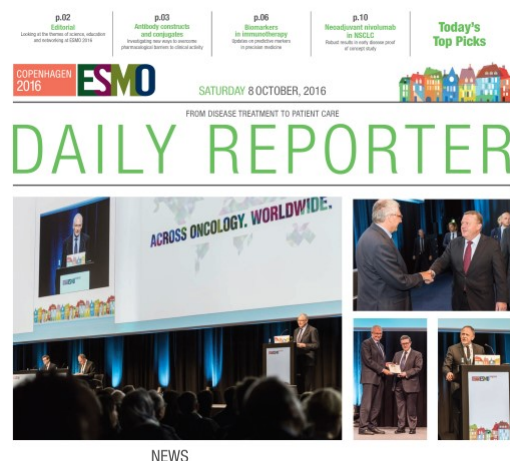 p.02
Editorial
Looking at the themes of science, education
and networking at ESMO 2016
p.03
Antibody constructs
and conjugates
Investigating new ways to overcome
pharmacological barriers to clinical activity
p.06
Biomarkers
in immunotherapy
Updates on predictive markers
in precision medicine
p.10
Neoadjuvant nivolumab
in NSCLC
Robust results in early disease proof
of concept study
Today's
Top Picks
COPENHAGEN
2016
ESMO
SATURDAY 8 OCTOBER, 2016
FROM DISEASE TREATMENT TO PATIENT CARE
DAILY REPORTER
ACROSS ONCOLOGY. WORLDWIDE.
NEWS